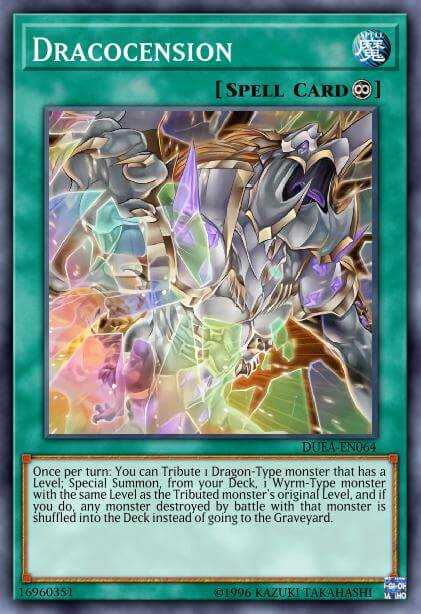 DRACOCENSION
SPELL
魔
[SPELL CARD]
DUEA-EN064
Once per turn: You can Tribute 1 Dragon-Type monster that has a
Level; Special Summon, from your Deck, 1 Wyrm-Type monster
with the same Level as the Tributed monster's original Level, and if
you do, any monster destroyed by battle with that monster is
shuffled into the Deck instead of going to the Graveyard.
16960351
©1996 KAZUKI TAKAHASHI